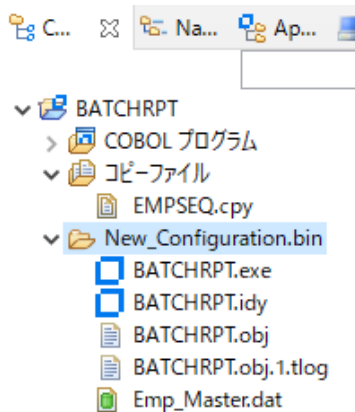 C... Na... Ap...
BATCHRPT
COBOL プログラム
コピーファイル
EMPSEQ.cpy
New_Configuration.bin
BATCHRPT.exe
BATCHRPT.idy
BATCHRPT.obj
BATCHRPT.obj.1.tlog
Emp_Master.dat